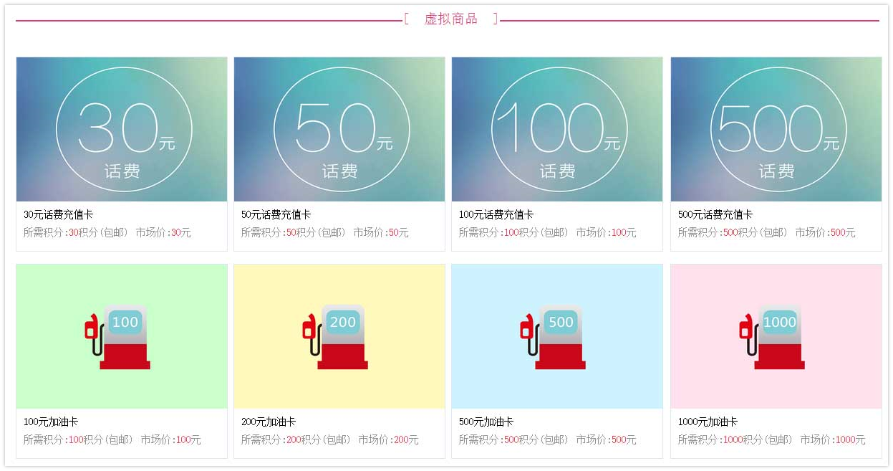 [ 虚拟商品 ]
30元
话费
50元
话费
100元
话费
500元
话费
30元话费充值卡
所需积分:30积分(包邮) 市场价:30元
50元话费充值卡
所需积分:50积分(包邮) 市场价:50元
100元话费充值卡
所需积分:100积分(包邮) 市场价:100元
500元话费充值卡
所需积分:500积分(包邮) 市场价:500元
100
200
500
1000
100元加油卡
所需积分:100积分(包邮) 市场价:100元
200元加油卡
所需积分:200积分(包邮) 市场价:200元
500元加油卡
所需积分:500积分(包邮) 市场价:500元
1000元加油卡
所需积分:1000积分(包邮) 市场价:1000元